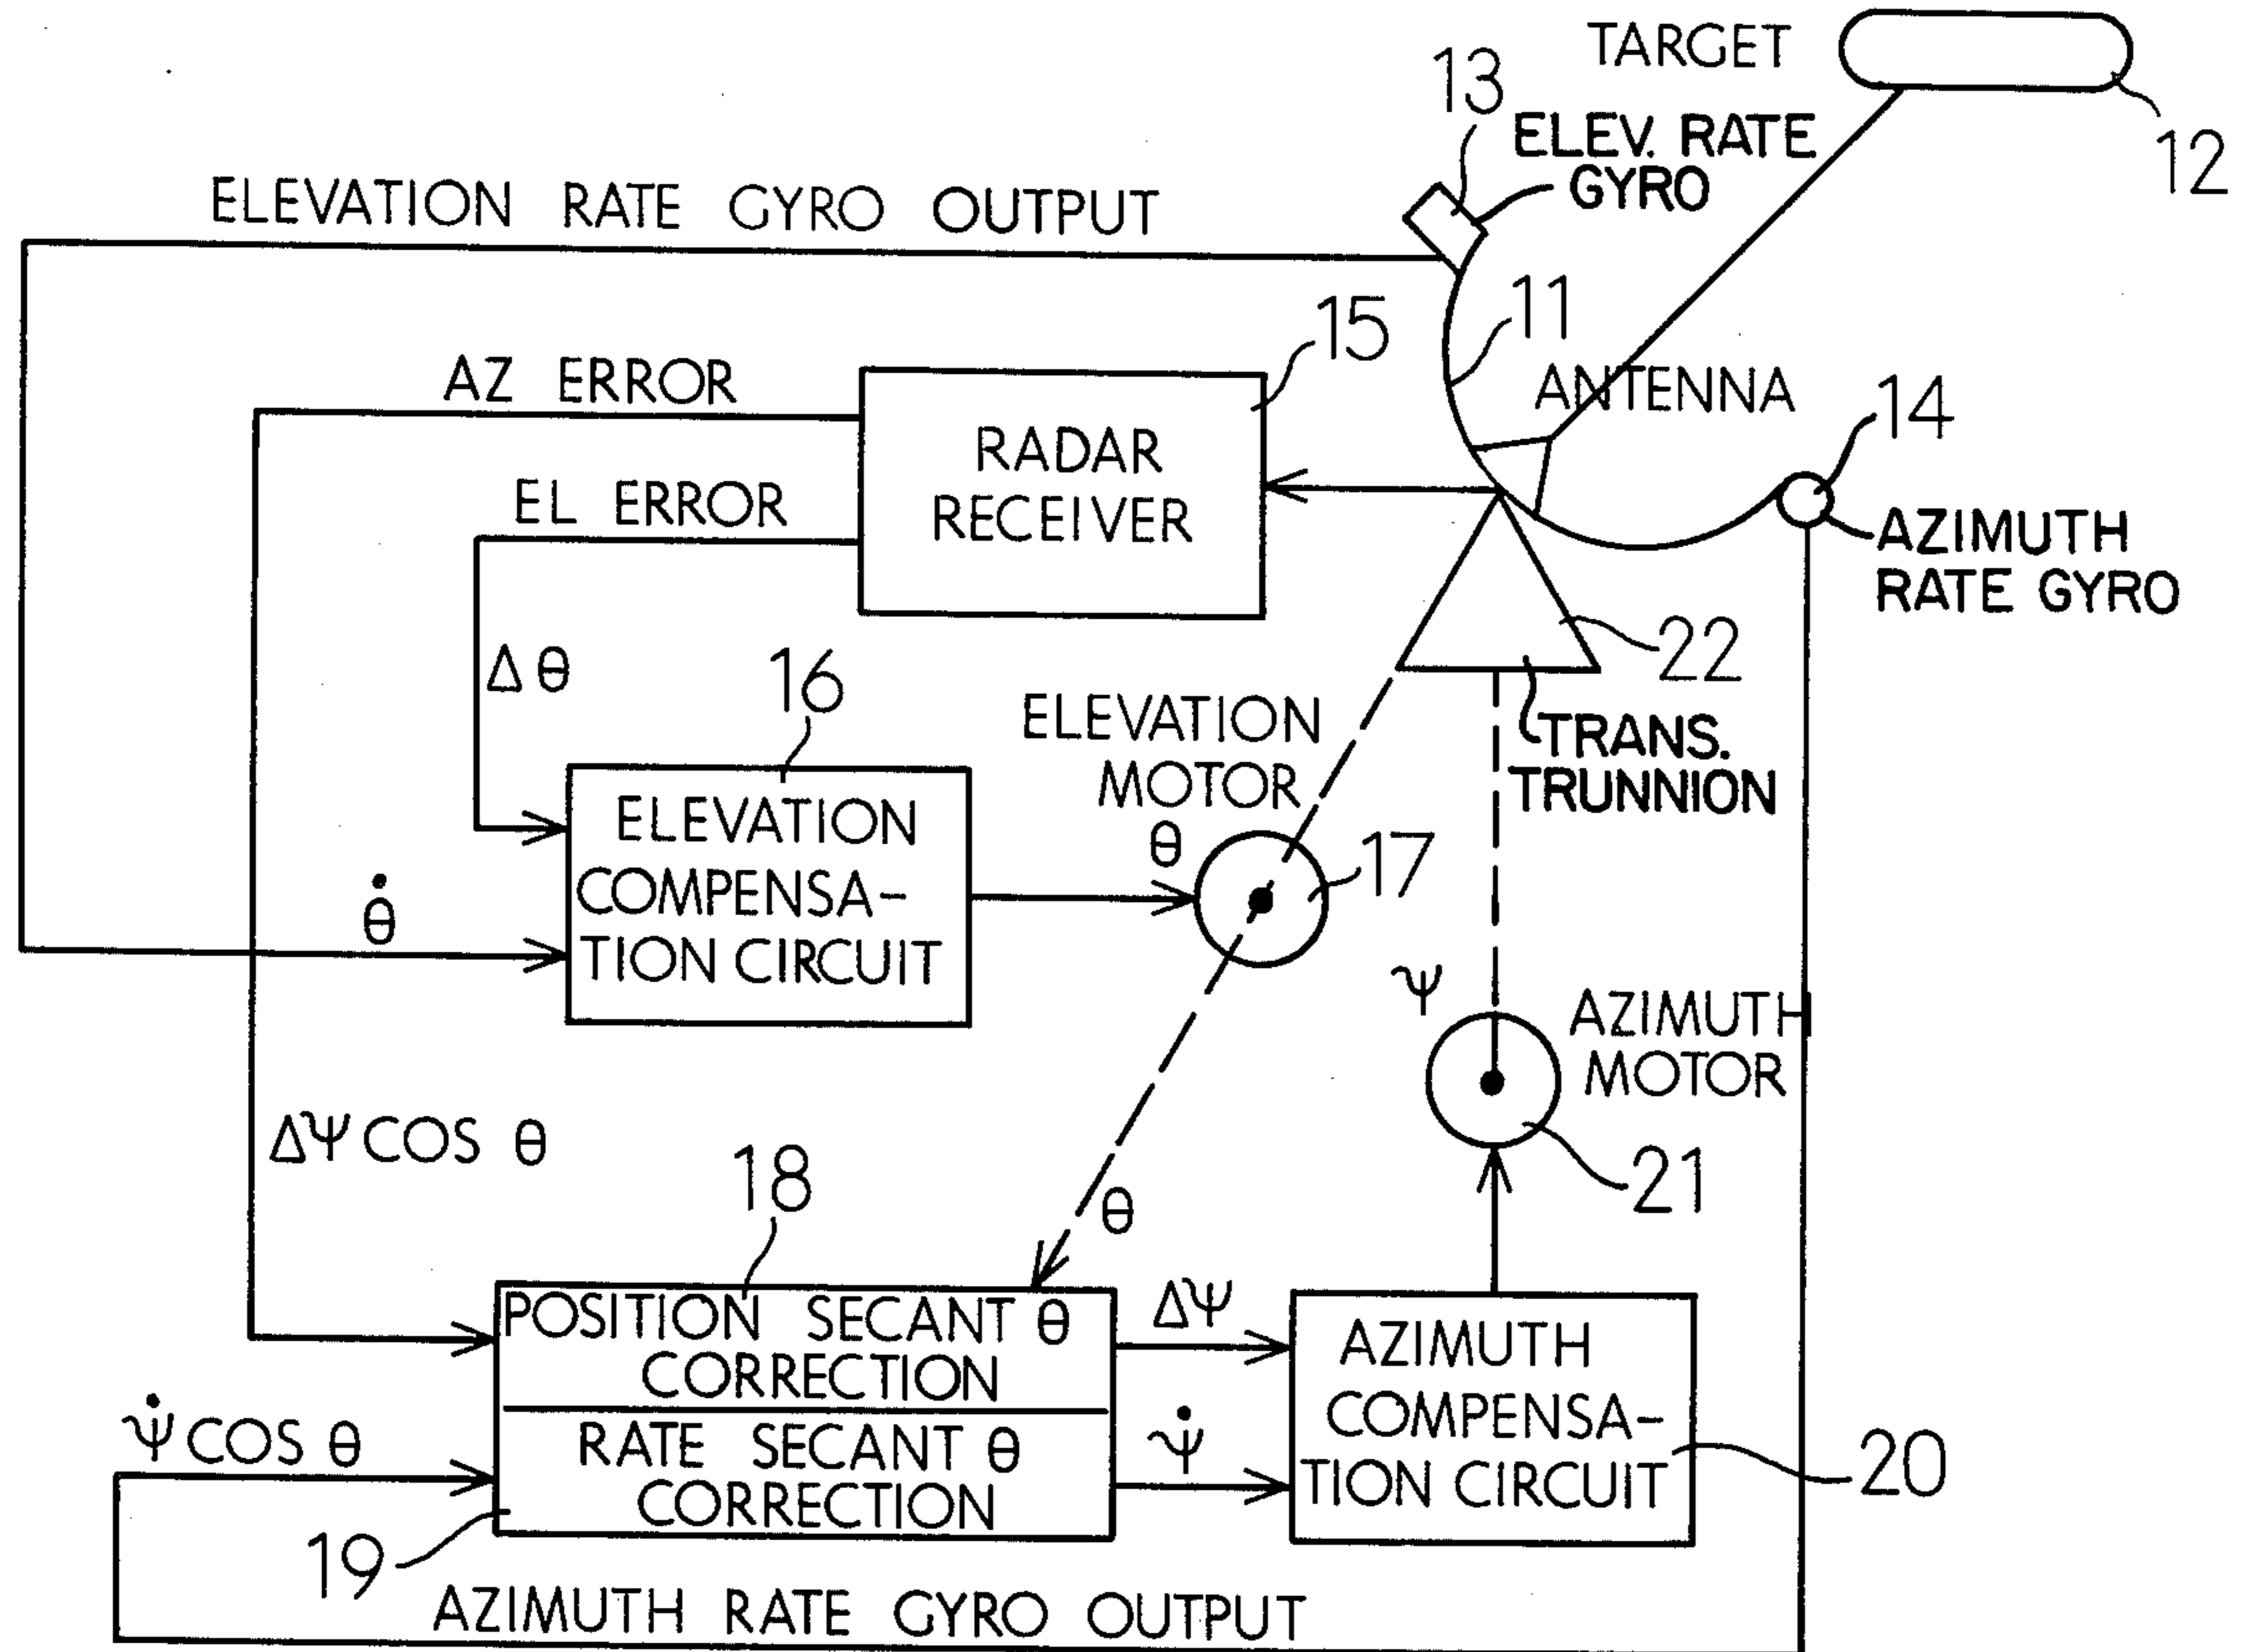 TARGET
12
13
ELEV. RATE
GYRO
ELEVATION RATE GYRO OUTPUT
11
ANTENNA
15
AZ ERROR
RADAR
RECEIVER
EL ERROR
14
AZIMUTH
RATE GYRO
Δθ
16
22
TRANS.
TRUNNION
ELEVATION
MOTOR
θ
17
ELEVATION
COMPENSA-
TION CIRCUIT
θ̇
ψ
AZIMUTH
MOTOR
21
ΔψCOS θ
18
θ
POSITION SECANT θ
CORRECTION
Δψ
AZIMUTH
COMPENSA-
TION CIRCUIT
ψ̇COS θ
RATE SECANT θ
CORRECTION
ψ̇
20
19
AZIMUTH RATE GYRO OUTPUT